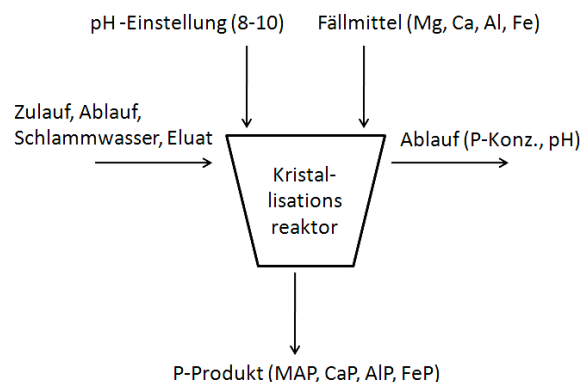 pH -Einstellung (8-10)
Fällmittel (Mg, Ca, Al, Fe)
Zulauf, Ablauf,
Schlammwasser, Eluat
Ablauf (P-Konz., pH)
Kristal-
lisations
reaktor
P-Produkt (MAP, CaP, AlP, FeP)